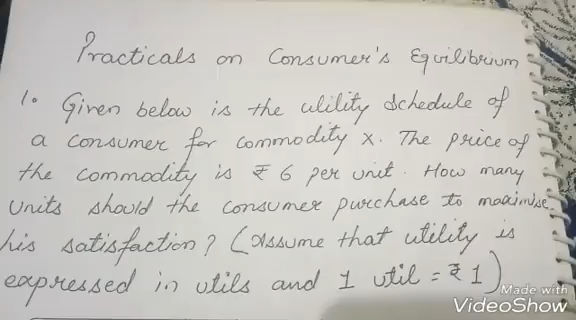 Practicals on Consumer's Equilibrium
1. Given below is the utility schedule of
a consumer for commodity x. The price of
the commodity is ₹ 6 per unit. How many
units should the consumer purchase to maximise
his satisfaction? (Assume that utility is
expressed in utils and 1 util = ₹ 1)
Made with
VideoShow